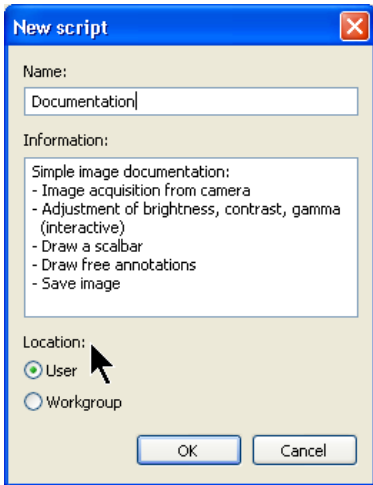 New script
Name:
Documentation
Information:
Simple image documentation:
- Image acquisition from camera
- Adjustment of brightness, contrast, gamma
(interactive)
- Draw a scalbar
- Draw free annotations
- Save image
Location:
User
Workgroup
OK Cancel